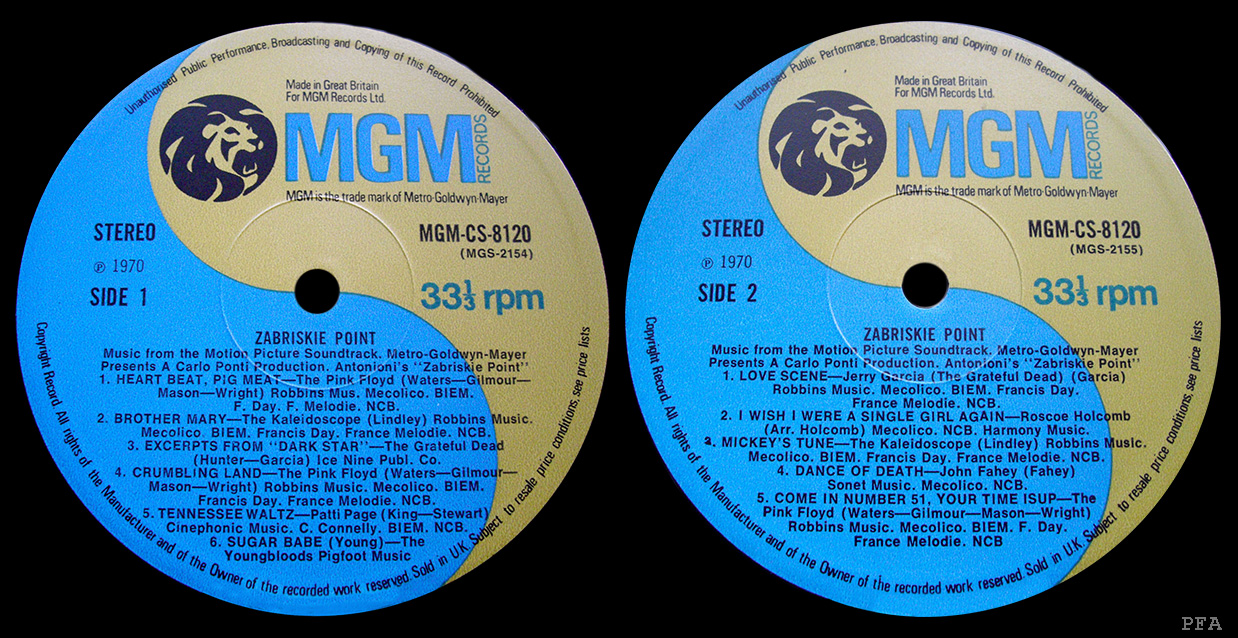 Unauthorised Public Performance, Broadcasting and Copying of this Record Prohibited
Made in Great Britain
For MGM Records Ltd.
MGM
RECORDS
MGM is the trade mark of Metro-Goldwyn-Mayer
STEREO
MGM-CS-8120
(MGS-2154)
℗ 1970
SIDE 1
33⅓ rpm
ZABRISKIE POINT
Music from the Motion Picture Soundtrack. Metro-Goldwyn-Mayer
Presents A Carlo Ponti Production. Antonioni's "Zabriskie Point"
1. HEART BEAT, PIG MEAT—The Pink Floyd (Waters—Gilmour—
Mason—Wright) Robbins Mus. Mecolico. BIEM.
F. Day. F. Melodie. NCB.
2. BROTHER MARY—The Kaleidoscope (Lindley) Robbins Music.
Mecolico. BIEM. Francis Day. France Melodie. NCB.
3. EXCERPTS FROM "DARK STAR"—The Grateful Dead
(Hunter—Garcia) Ice Nine Publ. Co.
4. CRUMBLING LAND—The Pink Floyd (Waters—Gilmour—
Mason—Wright) Robbins Music. Mecolico. BIEM.
Francis Day. France Melodie. NCB.
5. TENNESSEE WALTZ—Patti Page (King—Stewart)
Cinephonic Music. C. Connelly. BIEM. NCB.
6. SUGAR BABE (Young)—The
Youngbloods Pigfoot Music
Copyright Record All rights of the Manufacturer and of the Owner of the recorded work reserved. Sold in U.K. Subject to resale price conditions, see price lists
Unauthorised Public Performance, Broadcasting and Copying of this Record Prohibited
Made in Great Britain
For MGM Records Ltd.
MGM
RECORDS
MGM is the trade mark of Metro-Goldwyn-Mayer
STEREO
MGM-CS-8120
(MGS-2155)
℗ 1970
SIDE 2
33⅓ rpm
ZABRISKIE POINT
Music from the Motion Picture Soundtrack. Metro-Goldwyn-Mayer
Presents A Carlo Ponti Production. Antonioni's "Zabriskie Point"
1. LOVE SCENE—Jerry Garcia (The Grateful Dead) (Garcia)
Robbins Music. Mecolico. BIEM. Francis Day.
France Melodie. NCB.
2. I WISH I WERE A SINGLE GIRL AGAIN—Roscoe Holcomb
(Arr. Holcomb) Mecolico. NCB. Harmony Music.
3. MICKEY'S TUNE—The Kaleidoscope (Lindley) Robbins Music.
Mecolico. BIEM. Francis Day. France Melodie. NCB.
4. DANCE OF DEATH—John Fahey (Fahey)
Sonet Music. Mecolico. NCB.
5. COME IN NUMBER 51, YOUR TIME ISUP—The
Pink Floyd (Waters—Gilmour—Mason—Wright)
Robbins Music. Mecolico. BIEM. F. Day.
France Melodie. NCB
Copyright Record All rights of the Manufacturer and of the Owner of the recorded work reserved. Sold in U.K. Subject to resale price conditions, see price lists
PFA